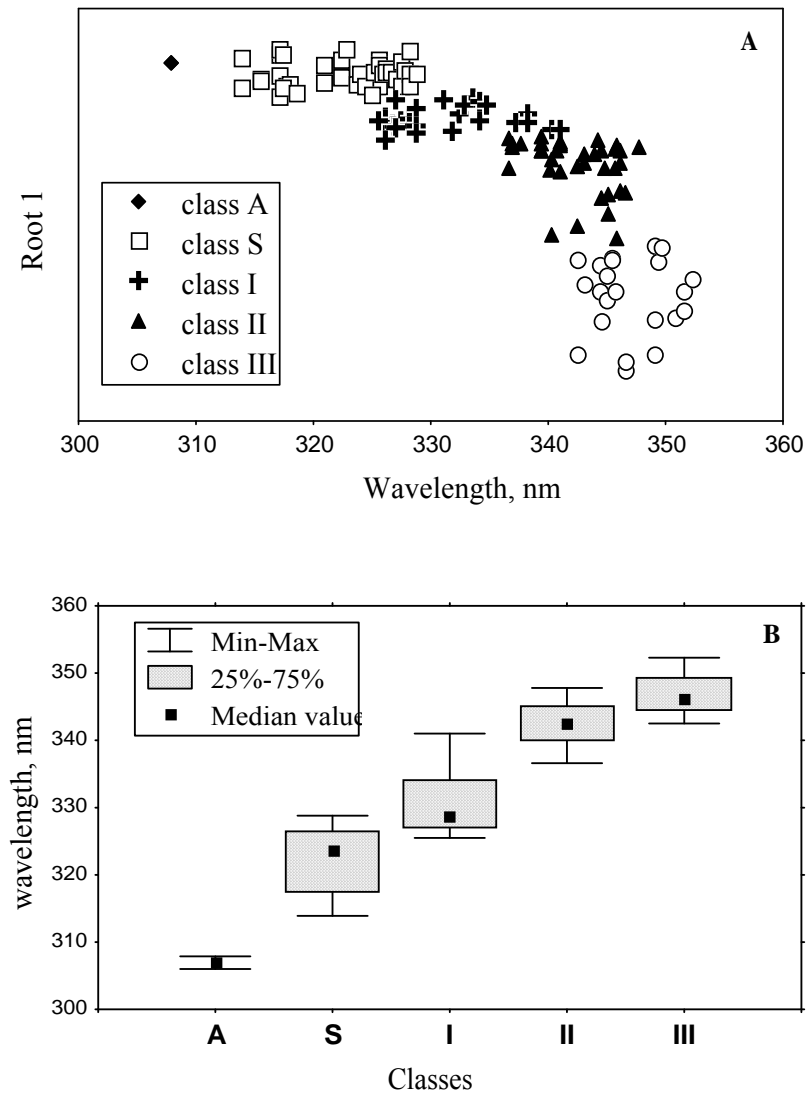 A
Root 1
class A
class S
class I
class II
class III
300 310 320 330 340 350 360
Wavelength, nm
B
wavelength, nm
360
350
340
330
320
310
300
Min-Max
25%-75%
Median value
A S I II III
Classes